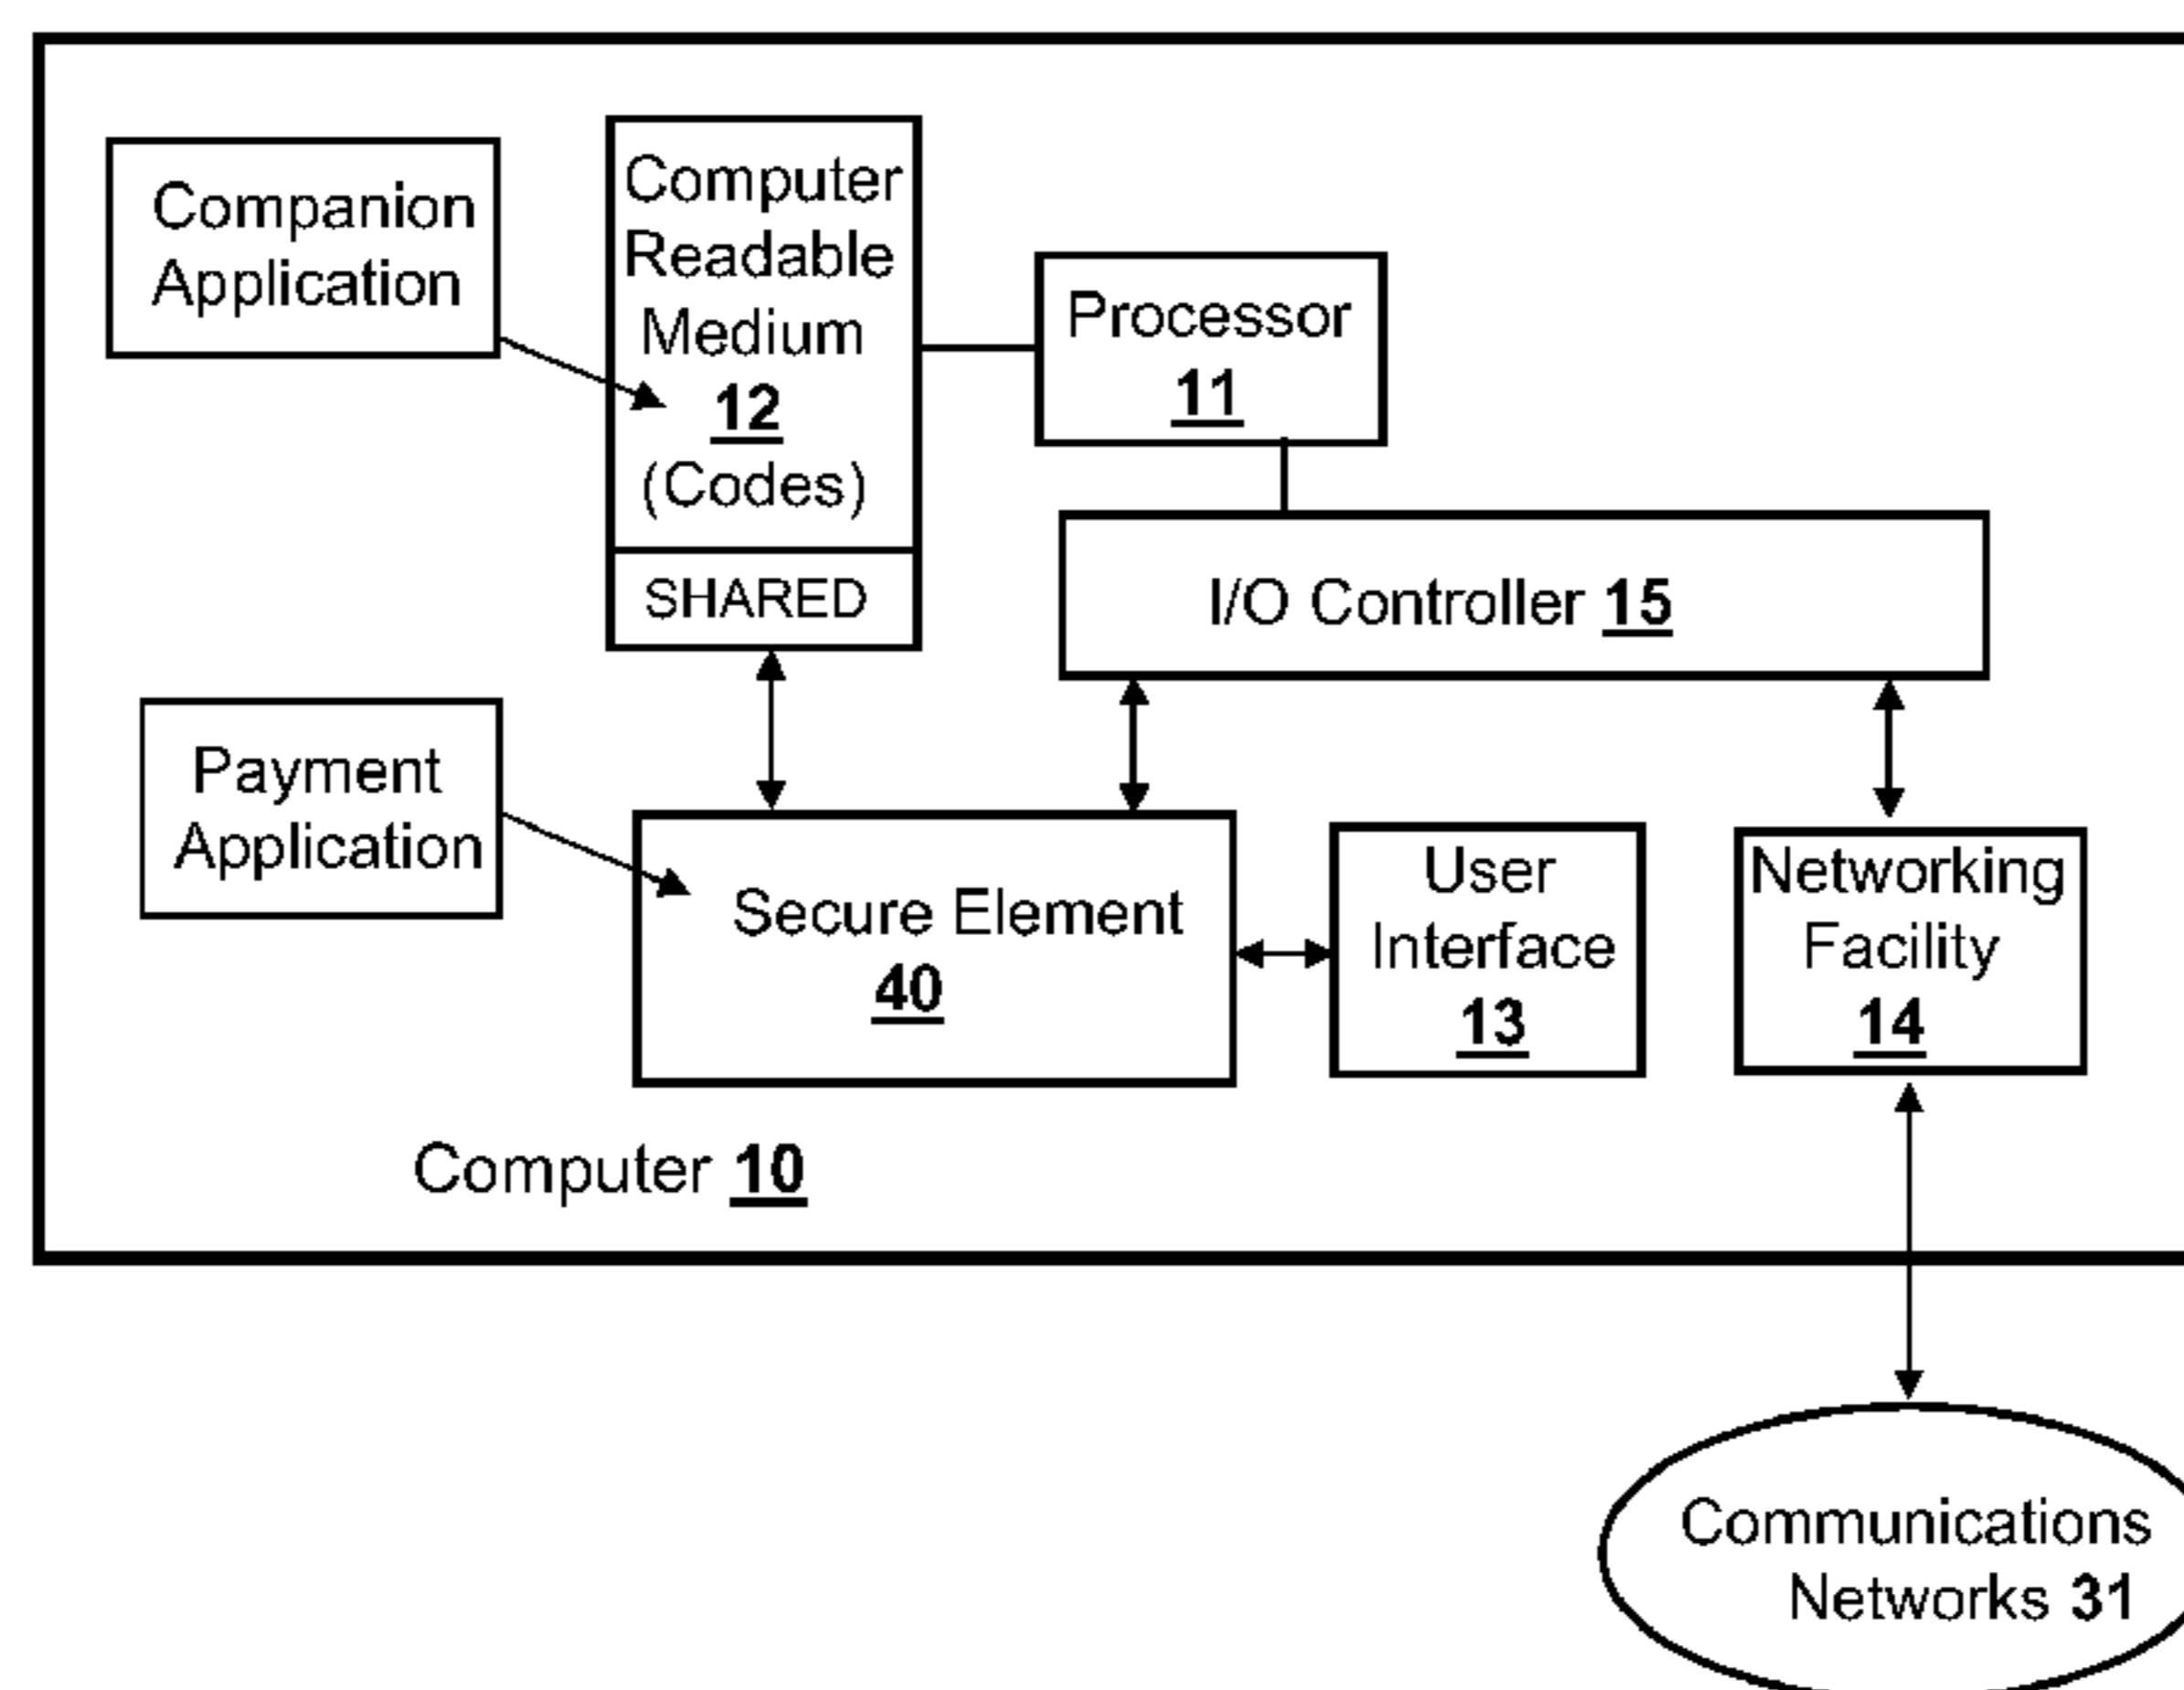 Companion
Application
Computer
Readable
Medium
12
(Codes)
SHARED
Processor
11
I/O Controller 15
Payment
Application
Secure Element
40
User
Interface
13
Networking
Facility
14
Computer 10
Communications
Networks 31